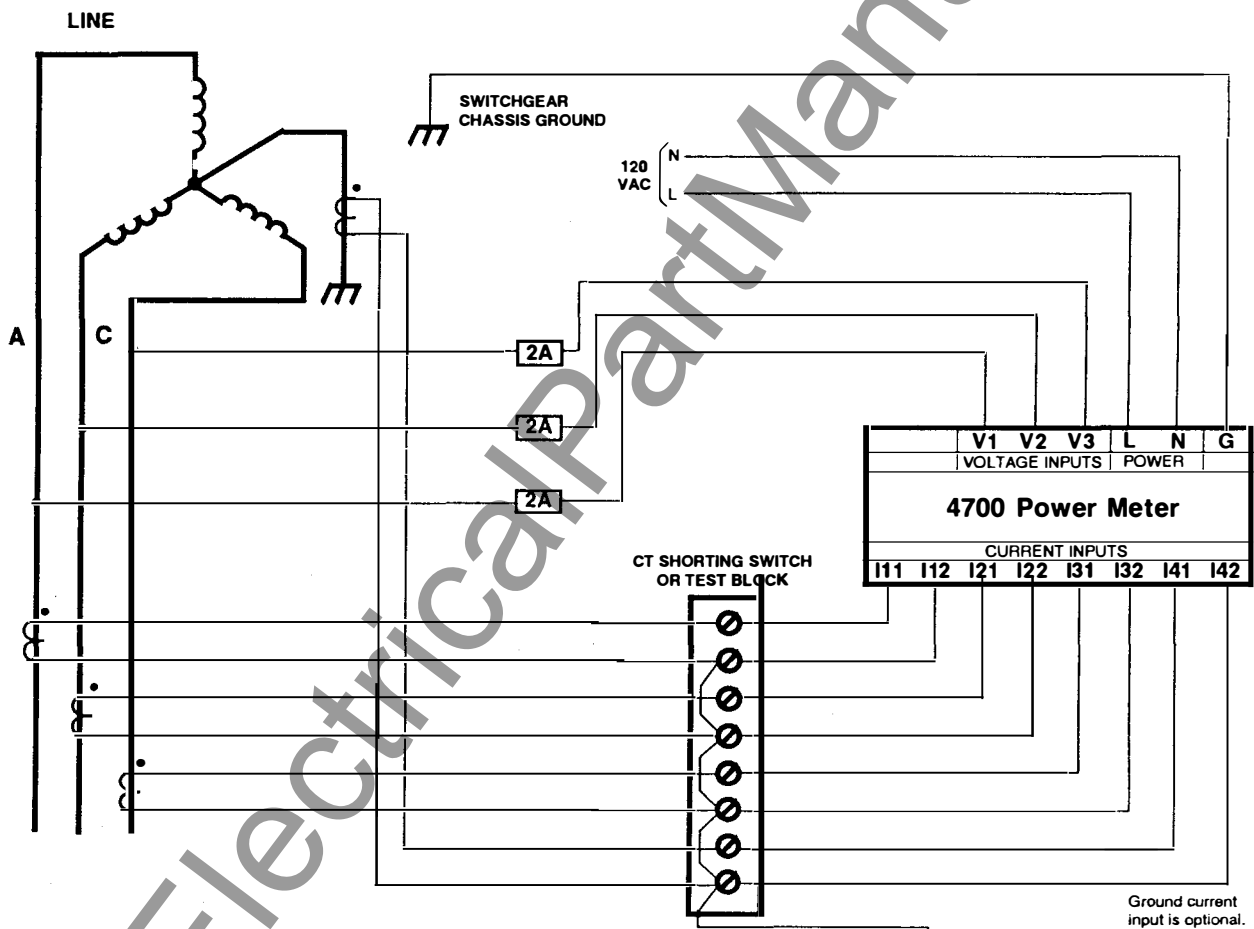 LINE
SWITCHGEAR
CHASSIS GROUND
120
VAC
N
L
A
C
2A
2A
2A
V1 V2 V3 L N G
VOLTAGE INPUTS POWER
4700 Power Meter
CURRENT INPUTS
I11 I12 I21 I22 I31 I32 I41 I42
CT SHORTING SWITCH
OR TEST BLOCK
Ground current
input is optional.
ElectricalPartManu